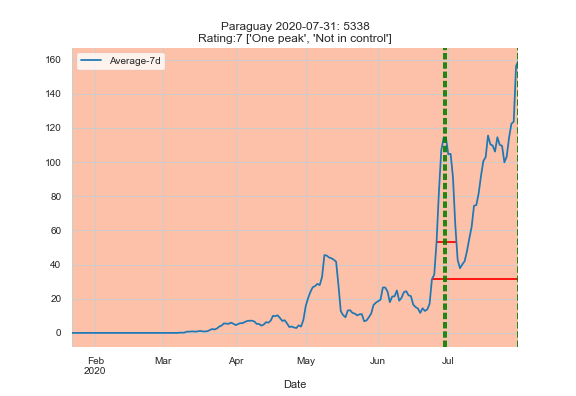 Paraguay 2020-07-31: 5338
Rating:7 ['One peak', 'Not in control']
Average-7d
160
140
120
100
80
60
40
20
0
Feb Mar Apr May Jun Jul
2020
Date